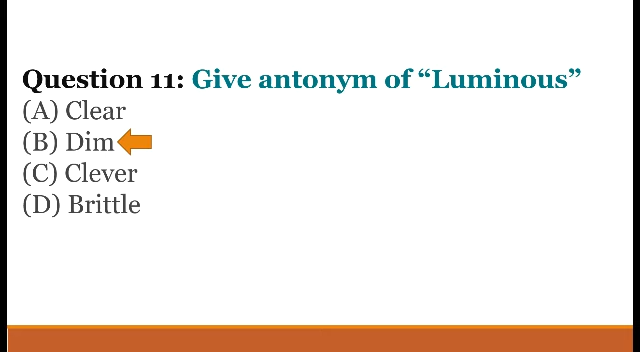 Question 11: Give antonym of “Luminous”
(A) Clear
(B) Dim
(C) Clever
(D) Brittle